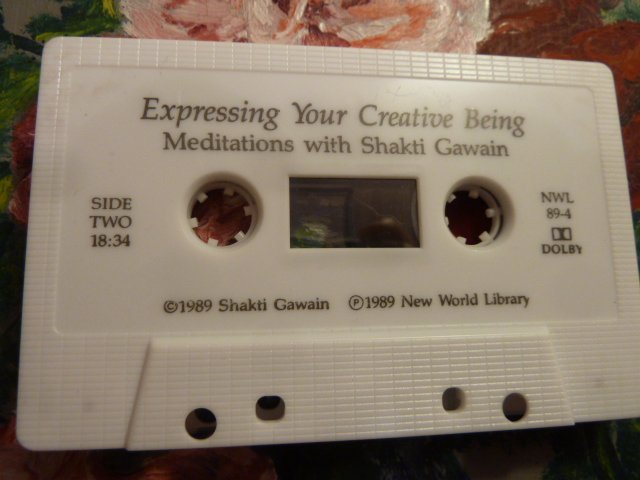 Expressing Your Creative Being
Meditations with Shakti Gawain
SIDE
TWO
18:34
NWL
89-4
DOLBY
©1989 Shakti Gawain ℗1989 New World Library